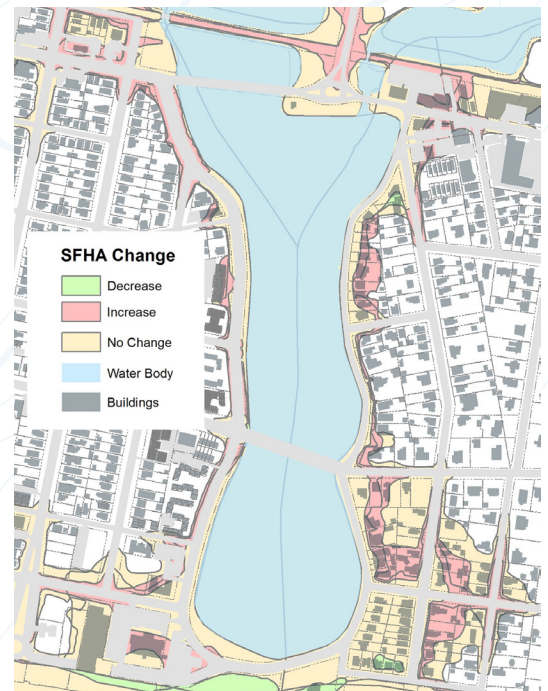 SFHA Change
Decrease
Increase
No Change
Water Body
Buildings